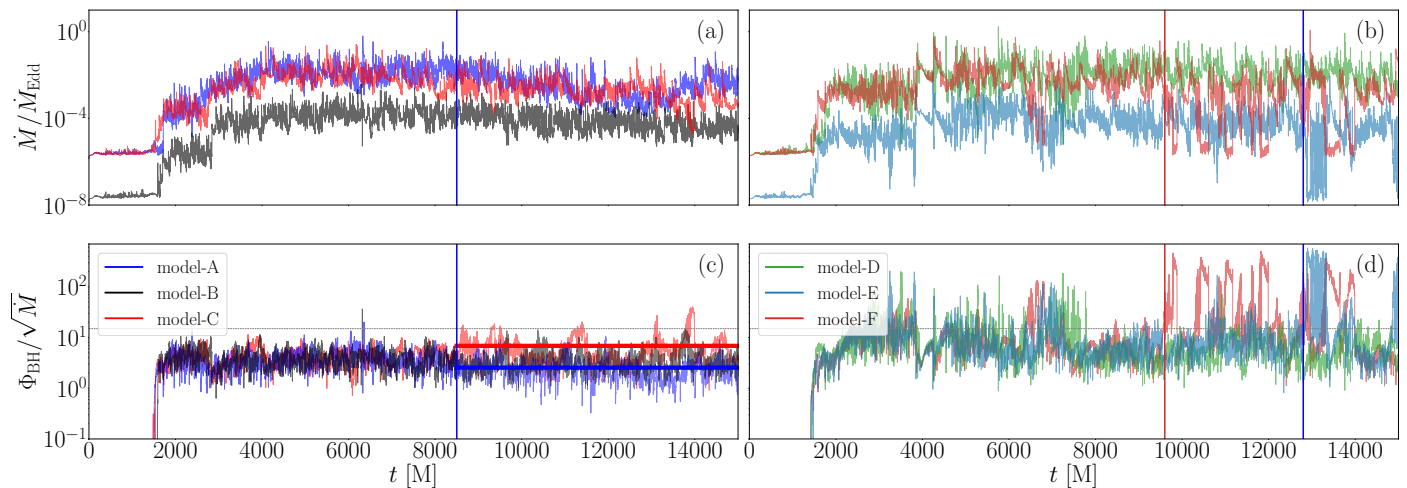 10^0
10^{-4}
10^{-8}
Ṁ/Ṁ_Edd
(a)
(b)
10^2
10^1
10^0
10^{-1}
Φ_BH/√Ṁ
model-A
model-B
model-C
(c)
model-D
model-E
model-F
(d)
0 2000 4000 6000 8000 10000 12000 14000
2000 4000 6000 8000 10000 12000 14000
t [M]
t [M]